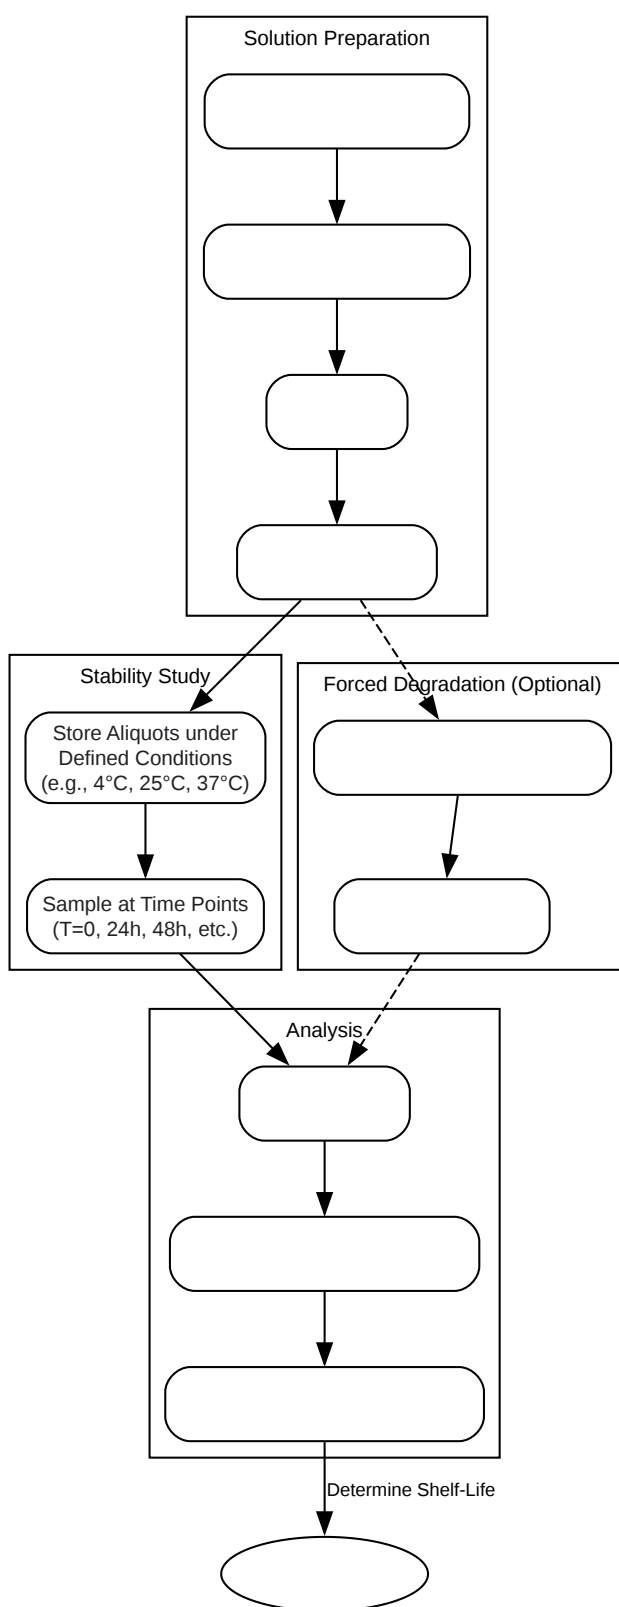 Solution Preparation
Stability Study
Store Aliquots under
Defined Conditions
(e.g., 4°C, 25°C, 37°C)
Sample at Time Points
(T=0, 24h, 48h, etc.)
Forced Degradation (Optional)
Analysis
Determine Shelf-Life